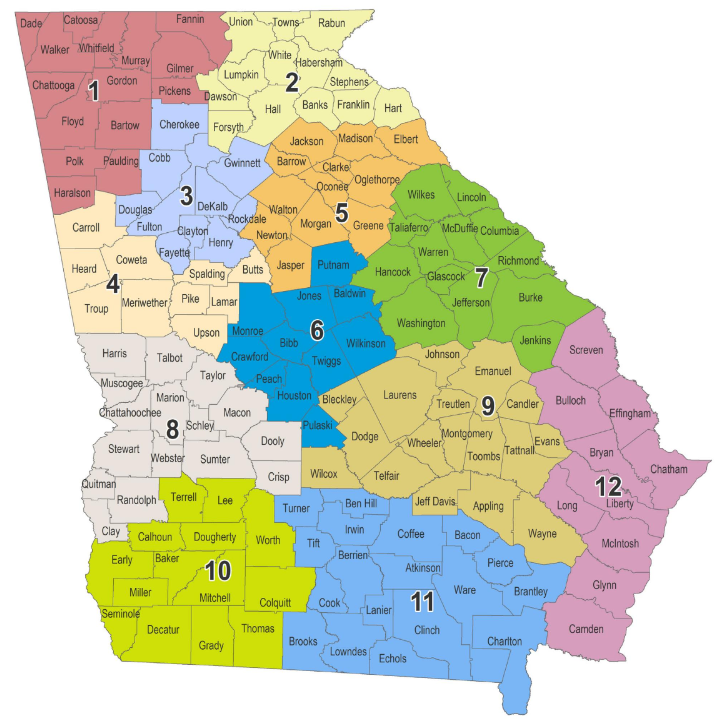 Dade
Catoosa
Fannin
Union
Towns
Rabun
Walker
Whitfield
Murray
Gilmer
White
Habersham
Lumpkin
Stephens
Chattooga
1
Gordon
Pickens
Dawson
2
Hall
Banks
Franklin
Hart
Floyd
Bartow
Cherokee
Forsyth
Jackson
Madison
Elbert
Polk
Paulding
Cobb
Gwinnett
Barrow
Clarke
Oconee
Oglethorpe
Haralson
3
Douglas
DeKalb
Rockdale
Walton
5
Wilkes
Lincoln
Carroll
Fulton
Clayton
Henry
Newton
Morgan
Greene
Taliaferro
McDuffie
Columbia
Coweta
Fayette
Warren
Richmond
Heard
4
Spalding
Butts
Jasper
Putnam
Hancock
Glascock
7
Troup
Meriwether
Pike
Lamar
Jones
Baldwin
Jefferson
Burke
Upson
Monroe
6
Bibb
Wilkinson
Washington
Jenkins
Harris
Talbot
Crawford
Twiggs
Johnson
Screven
Taylor
Peach
Emanuel
Muscogee
Marion
Houston
Bleckley
Laurens
Treutlen
9
Candler
Bulloch
Effingham
Chattahoochee
8
Schley
Macon
Pulaski
Dodge
Wheeler
Montgomery
Evans
Stewart
Webster
Sumter
Dooly
Toombs
Tattnall
Bryan
Chatham
Quitman
Randolph
Crisp
Wilcox
Telfair
12
Terrell
Lee
Turner
Ben Hill
Jeff Davis
Appling
Long
Liberty
Clay
Calhoun
Dougherty
Worth
Irwin
Coffee
Bacon
Wayne
McIntosh
Early
Baker
Tift
Berrien
Pierce
10
Atkinson
Miller
Mitchell
Colquitt
Cook
Lanier
11
Ware
Brantley
Glynn
Seminole
Decatur
Grady
Thomas
Brooks
Lowndes
Echols
Clinch
Charlton
Camden